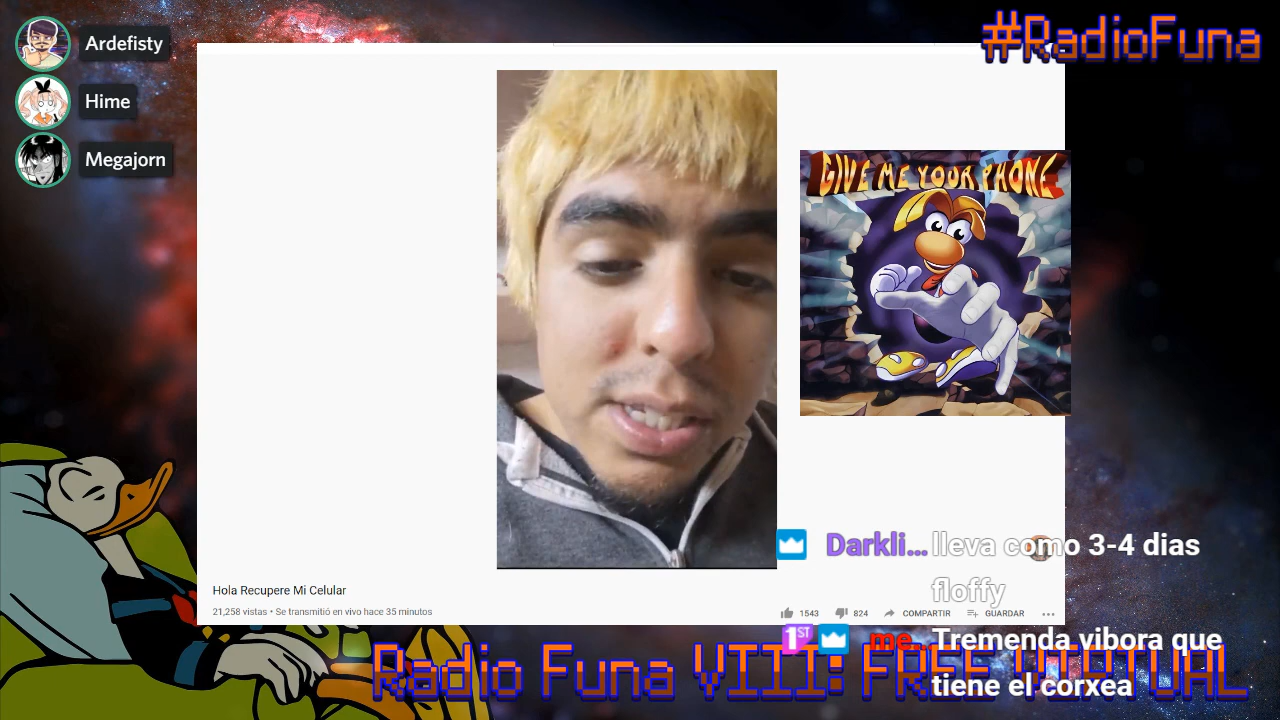 Ardefisty
Hime
Megajorn
#RadioFuna
GIVE ME YOUR PHONE
Darkli... lleva como 3-4 dias
floffy
Hola Recupere Mi Celular
21,258 vistas • Se transmitió en vivo hace 35 minutos
1543 824 COMPARTIR GUARDAR
1ST me... Tremenda vibora que
tiene el corxea
Radio Funa VIII: FREE VIRTUAL